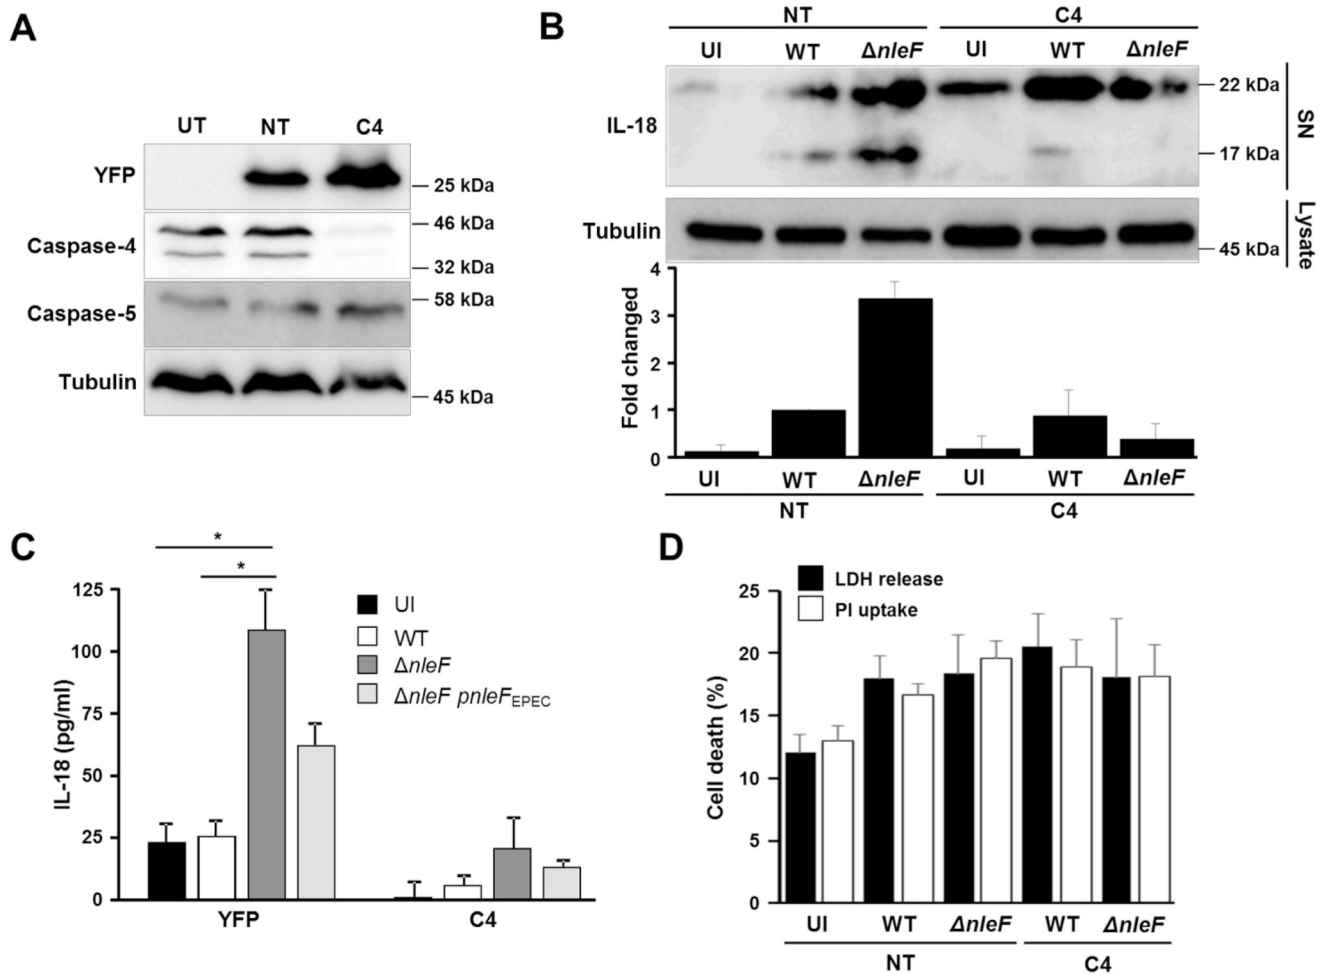 A
UT NT C4
YFP
25 kDa
Caspase-4
46 kDa
32 kDa
Caspase-5
58 kDa
Tubulin
45 kDa
B
NT C4
UI WT ΔnleF UI WT ΔnleF
IL-18
22 kDa
17 kDa
SN
Tubulin
45 kDa
Lysate
Fold changed
4
3
2
1
0
UI WT ΔnleF UI WT ΔnleF
NT C4
C
* 
*
IL-18 (pg/ml)
125
100
75
50
25
0
UI
WT
ΔnleF
ΔnleF pnleFEPEC
YFP C4
D
LDH release
PI uptake
Cell death (%)
25
20
15
10
5
0
UI WT ΔnleF WT ΔnleF
NT C4